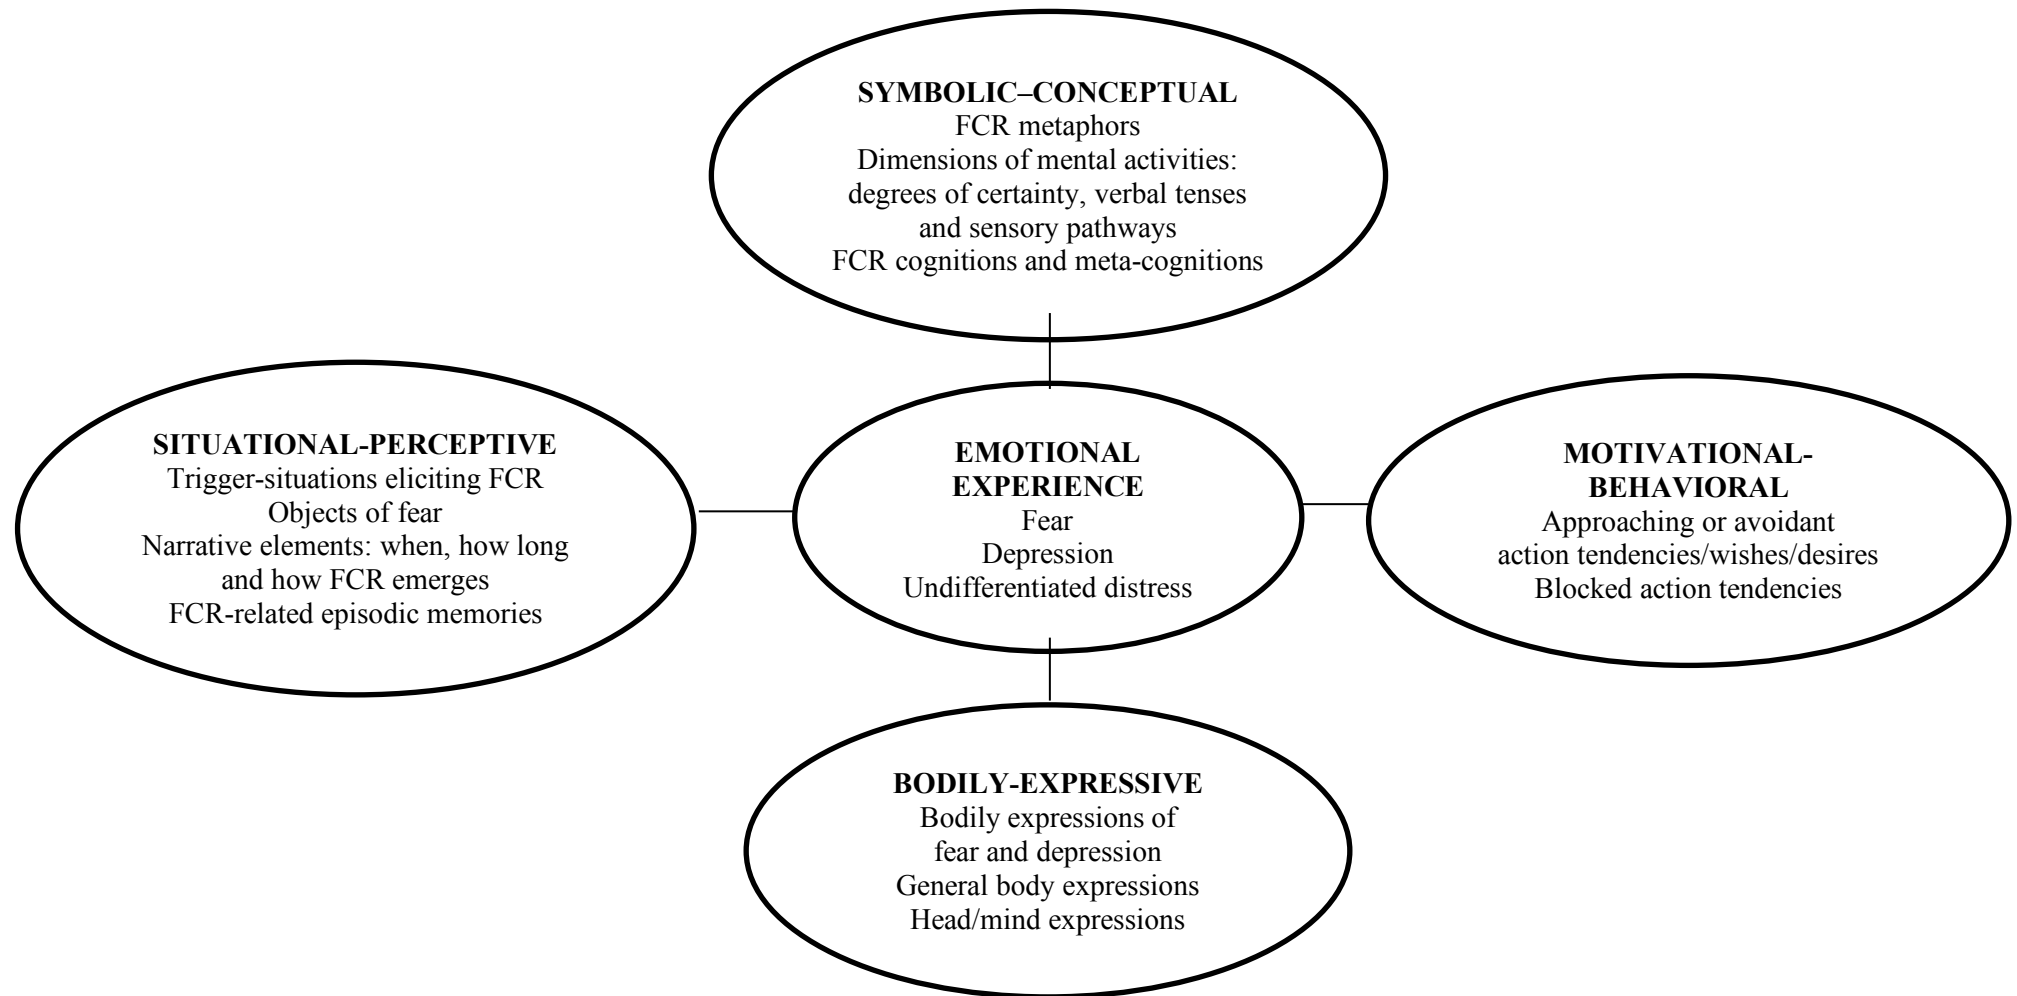 SYMBOLIC–CONCEPTUAL
FCR metaphors
Dimensions of mental activities:
degrees of certainty, verbal tenses
and sensory pathways
FCR cognitions and meta-cognitions
SITUATIONAL-PERCEPTIVE
Trigger-situations eliciting FCR
Objects of fear
Narrative elements: when, how long
and how FCR emerges
FCR-related episodic memories
EMOTIONAL
EXPERIENCE
Fear
Depression
Undifferentiated distress
MOTIVATIONAL-
BEHAVIORAL
Approaching or avoidant
action tendencies/wishes/desires
Blocked action tendencies
BODILY-EXPRESSIVE
Bodily expressions of
fear and depression
General body expressions
Head/mind expressions